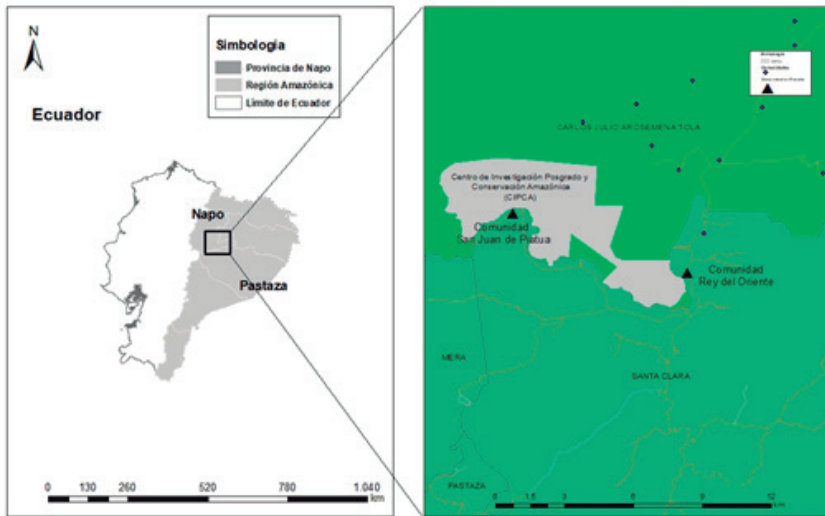 N
Simbología
Provincia de Napo
Región Amazónica
Límite de Ecuador
Ecuador
Napo
Pastaza
0 130 260 520 780 1.040
km
CARLOS JULIO AROSEMENA TOLA
Centro de Investigación Posgrado y
Conservación Amazónica
(CIPCA)
Comunidad
San Juan de Piatua
Comunidad
Rey del Oriente
MERA
SANTA CLARA
PASTAZA
0 1,5 3 6 9 12